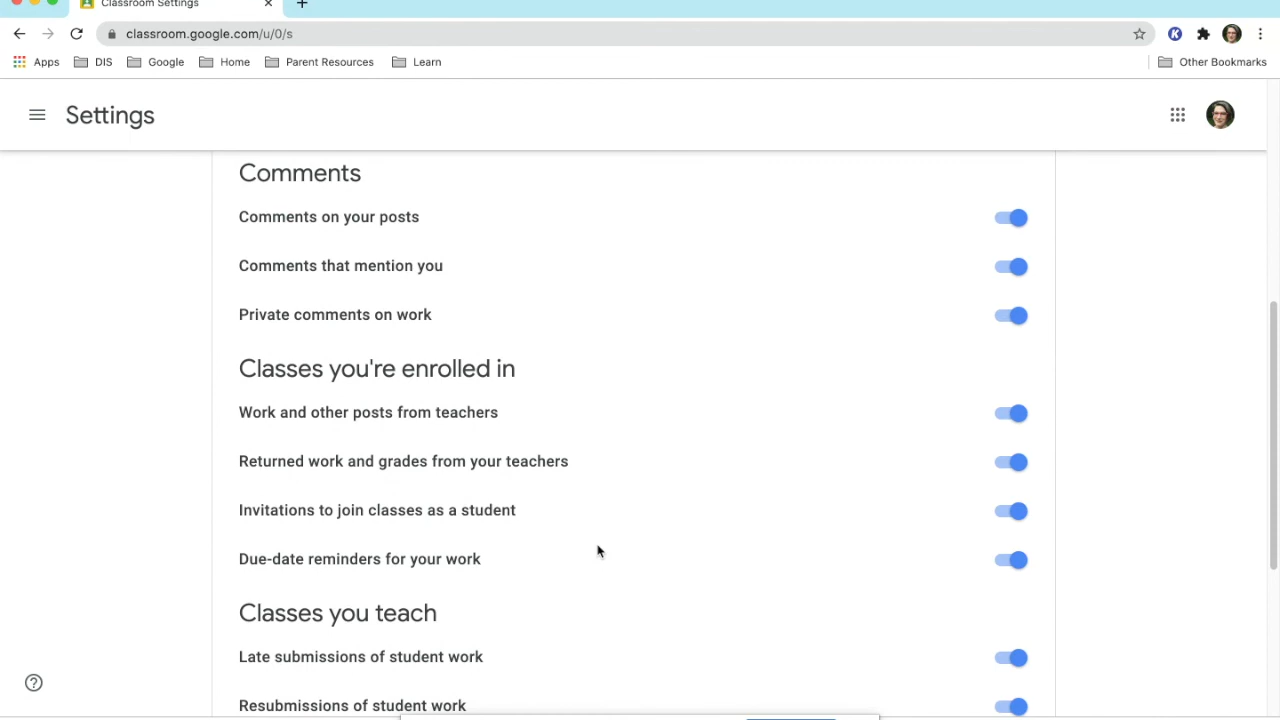 Classroom Settings
classroom.google.com/u/0/s
K
Apps DIS Google Home Parent Resources Learn Other Bookmarks
Settings
Comments
Comments on your posts
Comments that mention you
Private comments on work
Classes you're enrolled in
Work and other posts from teachers
Returned work and grades from your teachers
Invitations to join classes as a student
Due-date reminders for your work
Classes you teach
Late submissions of student work
Resubmissions of student work